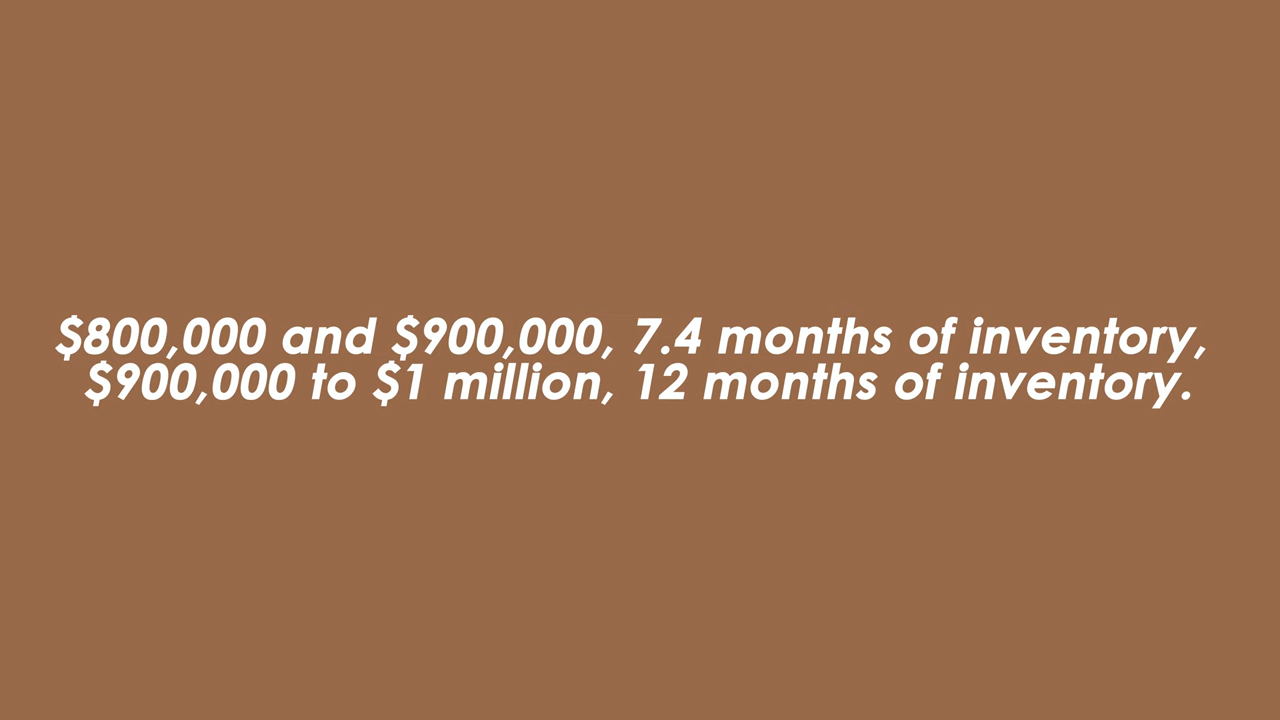 $800,000 and $900,000, 7.4 months of inventory,
$900,000 to $1 million, 12 months of inventory.